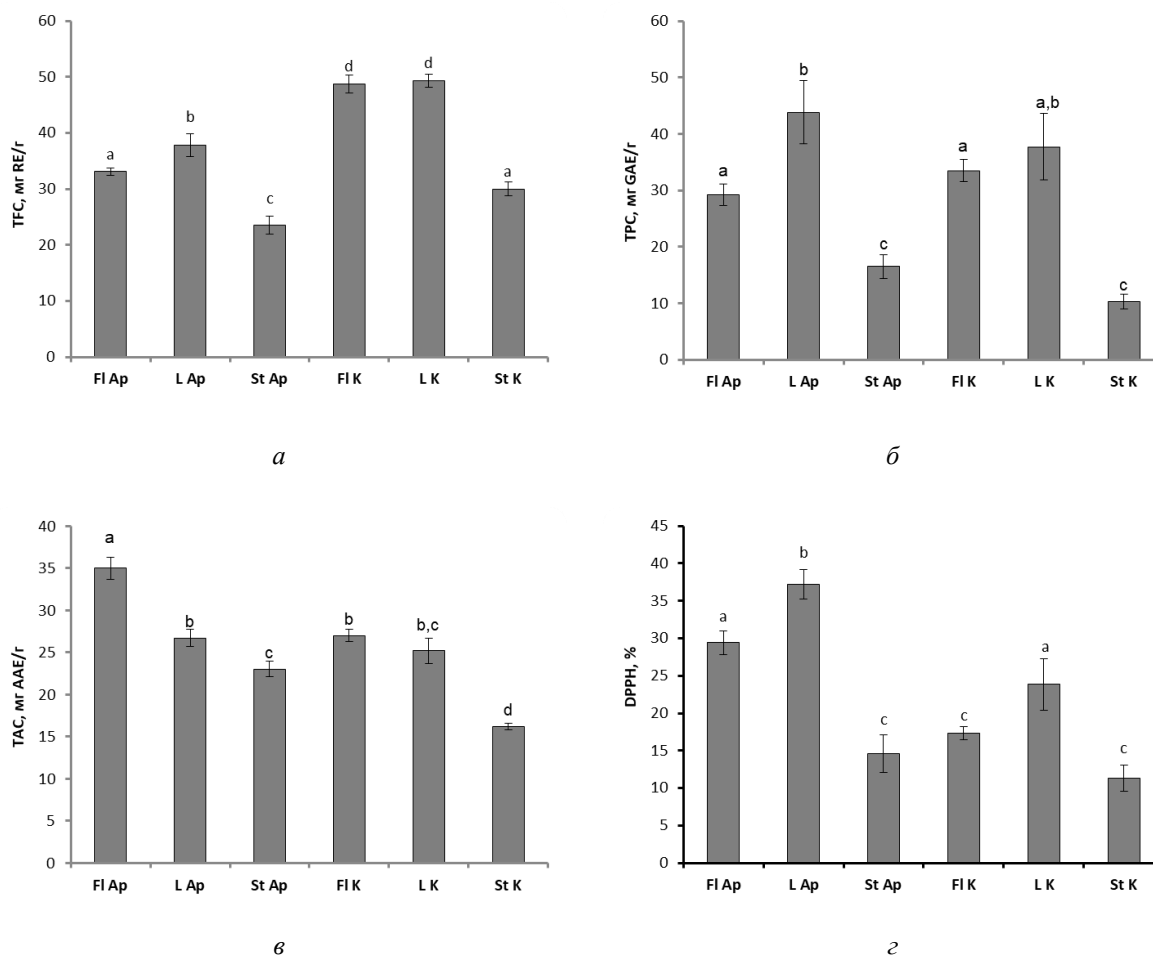 TFC, мг RE/г
60
50
40
30
20
10
0
a
b
c
d
d
a
Fl Ap
L Ap
St Ap
Fl K
L K
St K
а
TPC, мг GAE/г
60
50
40
30
20
10
0
a
b
c
a
a,b
c
Fl Ap
L Ap
St Ap
Fl K
L K
St K
б
TAC, мг AAE/г
40
35
30
25
20
15
10
5
0
a
b
c
b
b,c
d
Fl Ap
L Ap
St Ap
Fl K
L K
St K
в
DPPH, %
45
40
35
30
25
20
15
10
5
0
a
b
c
c
a
c
Fl Ap
L Ap
St Ap
Fl K
L K
St K
г